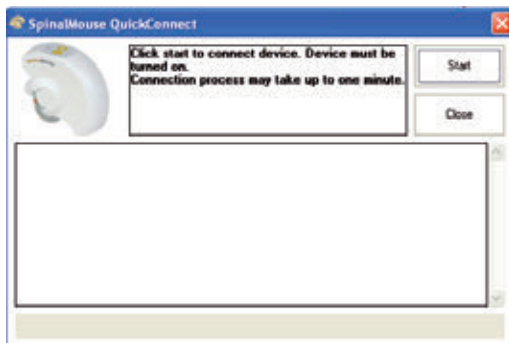 SpinalMouse QuickConnect
Click start to connect device. Device must be
turned on.
Connection process may take up to one minute.
Start
Close